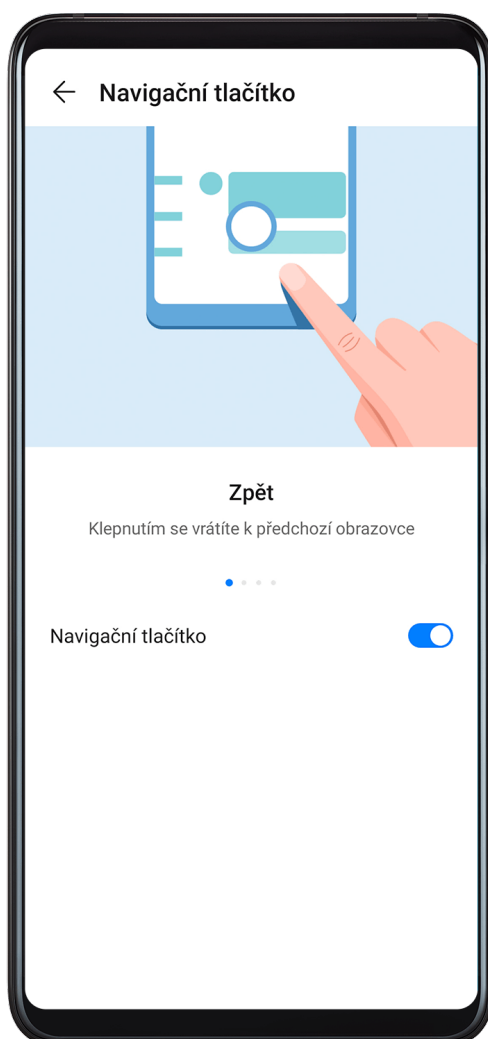 Navigační tlačítko
Zpět
Klepnutím se vrátíte k předchozí obrazovce
Navigační tlačítko